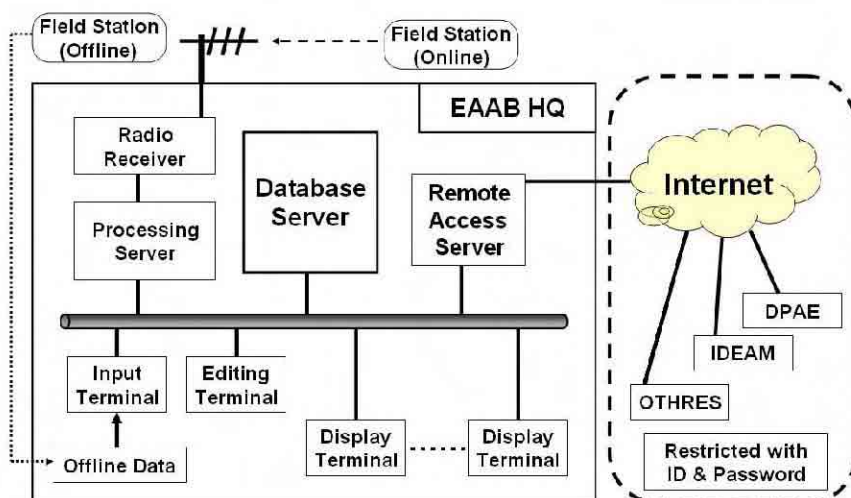 Field Station
(Offline)
Field Station
(Online)
EAAB HQ
Radio
Receiver
Database
Server
Remote
Access
Server
Internet
Processing
Server
DPAE
IDEAM
OTHRES
Input
Terminal
Editing
Terminal
Display
Terminal
Display
Terminal
Offline Data
Restricted with
ID & Password